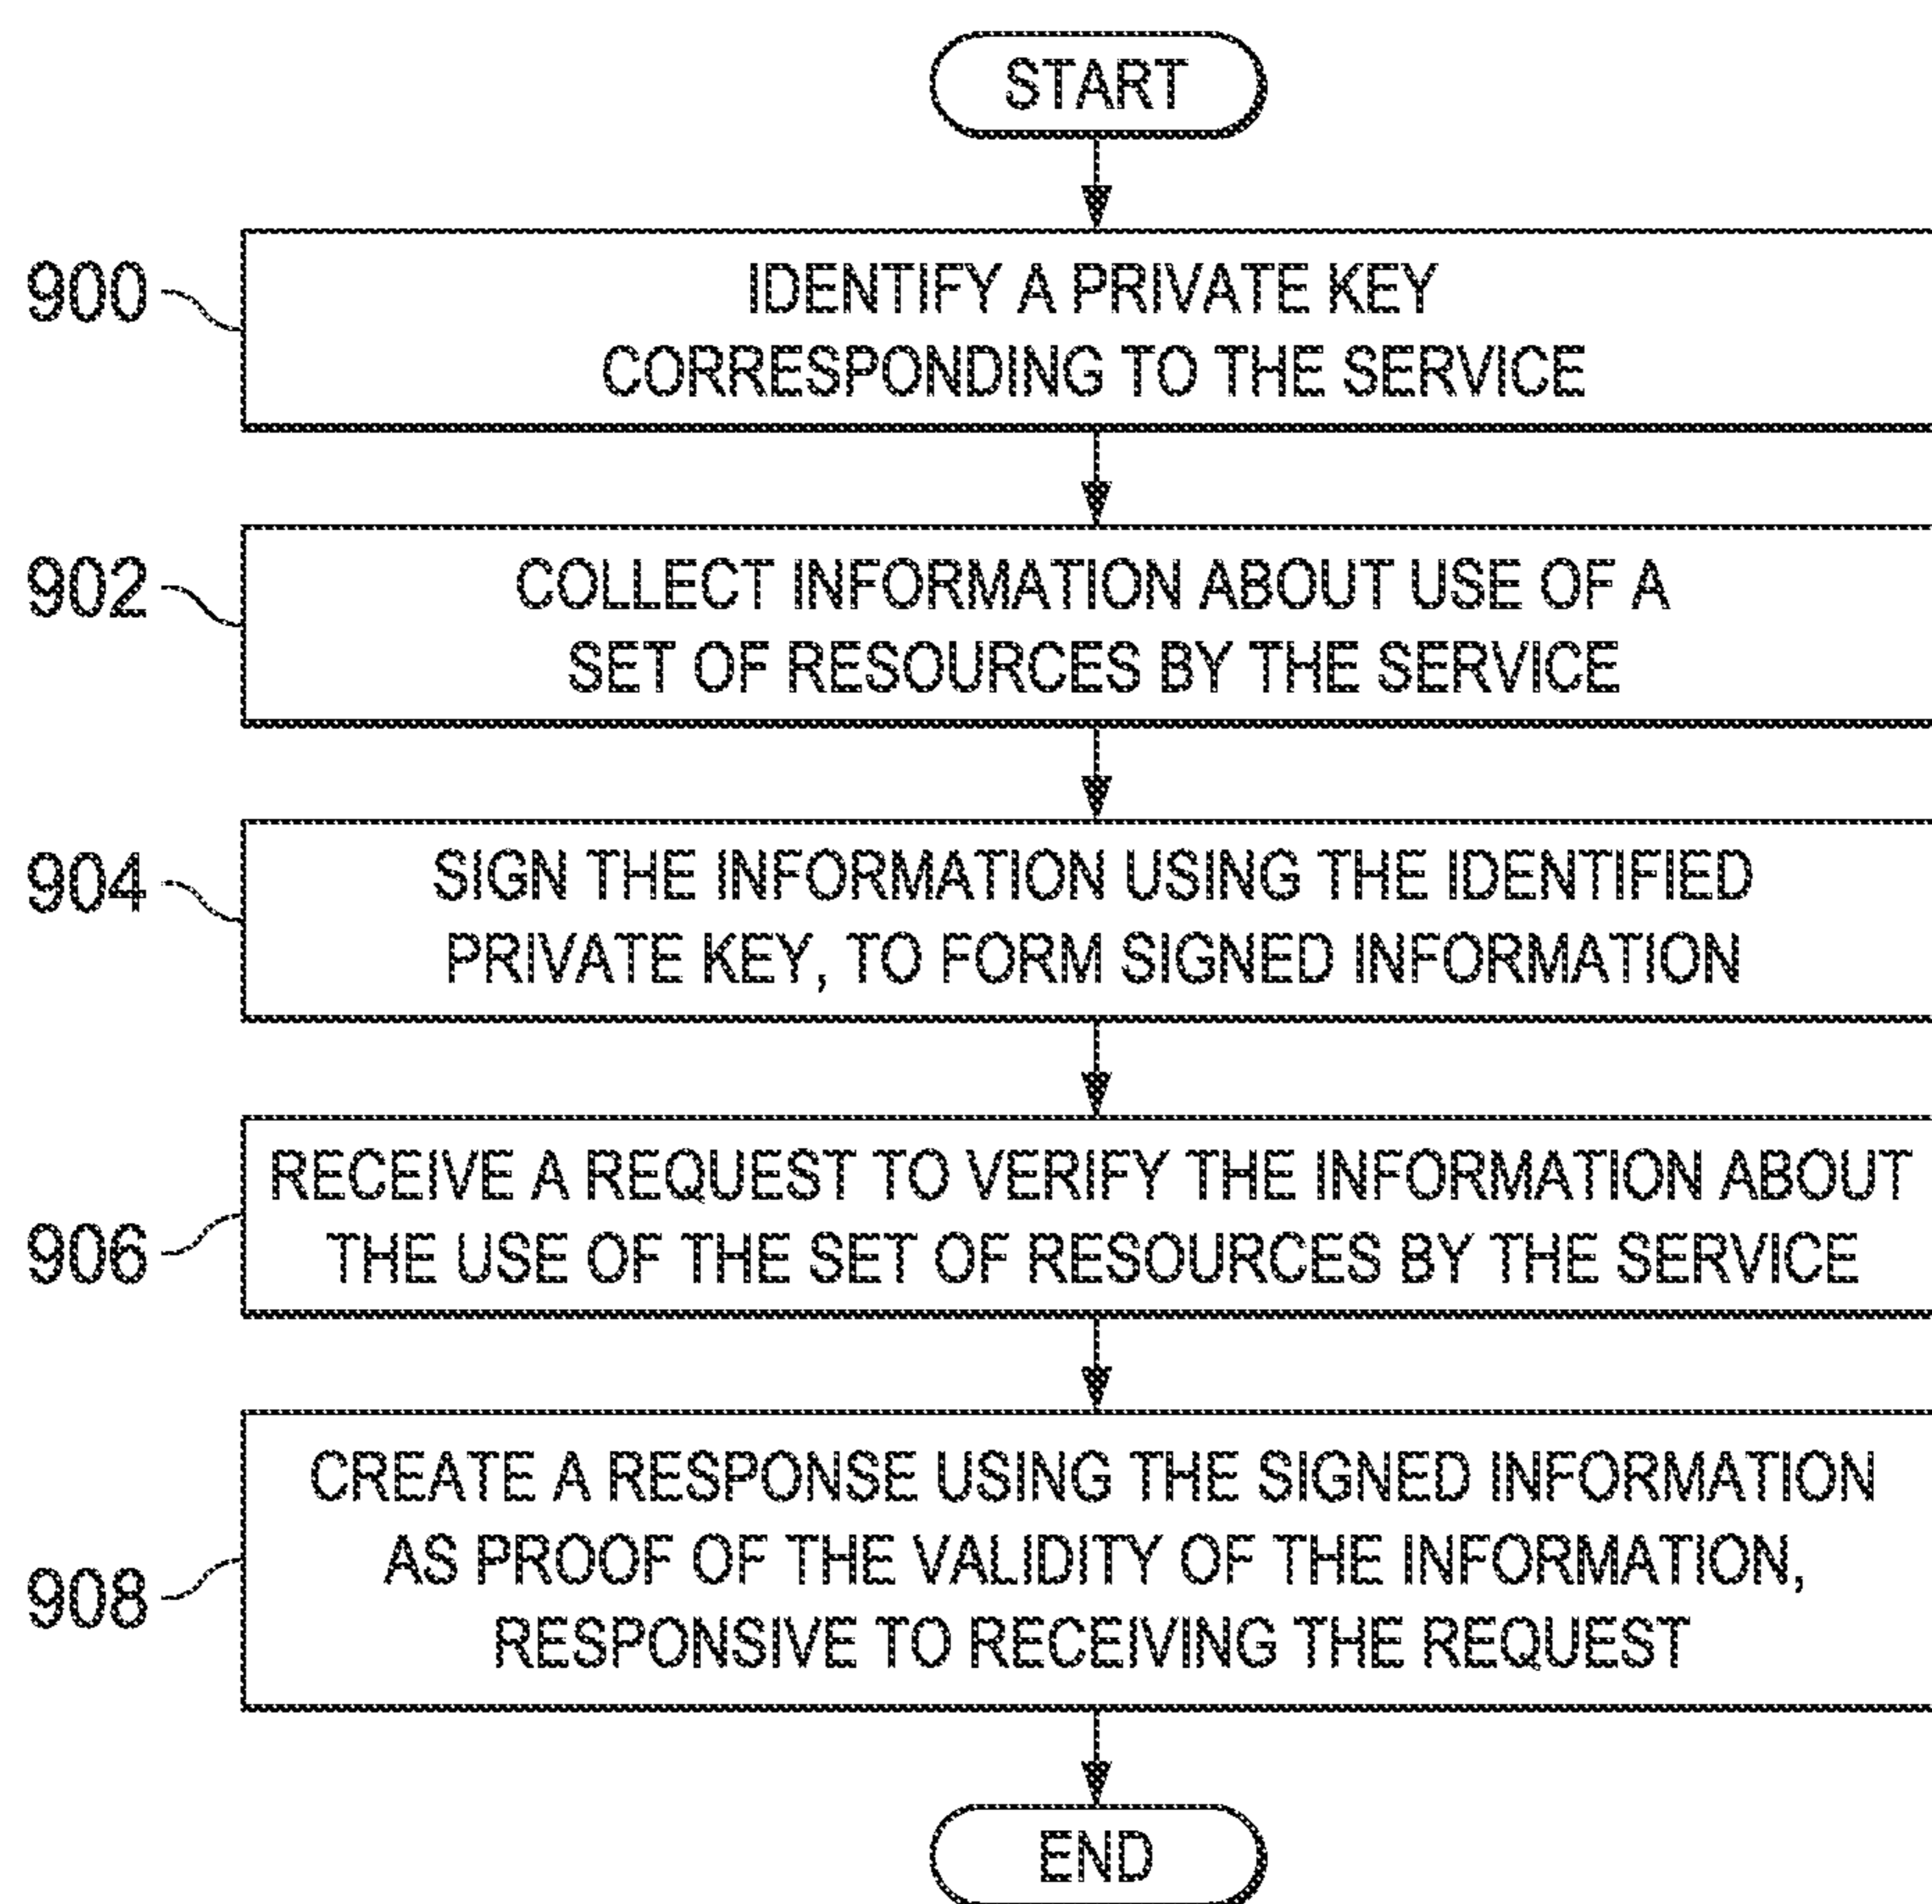 START
900
IDENTIFY A PRIVATE KEY
CORRESPONDING TO THE SERVICE
902
COLLECT INFORMATION ABOUT USE OF A
SET OF RESOURCES BY THE SERVICE
904
SIGN THE INFORMATION USING THE IDENTIFIED
PRIVATE KEY, TO FORM SIGNED INFORMATION
906
RECEIVE A REQUEST TO VERIFY THE INFORMATION ABOUT
THE USE OF THE SET OF RESOURCES BY THE SERVICE
908
CREATE A RESPONSE USING THE SIGNED INFORMATION
AS PROOF OF THE VALIDITY OF THE INFORMATION,
RESPONSIVE TO RECEIVING THE REQUEST
END